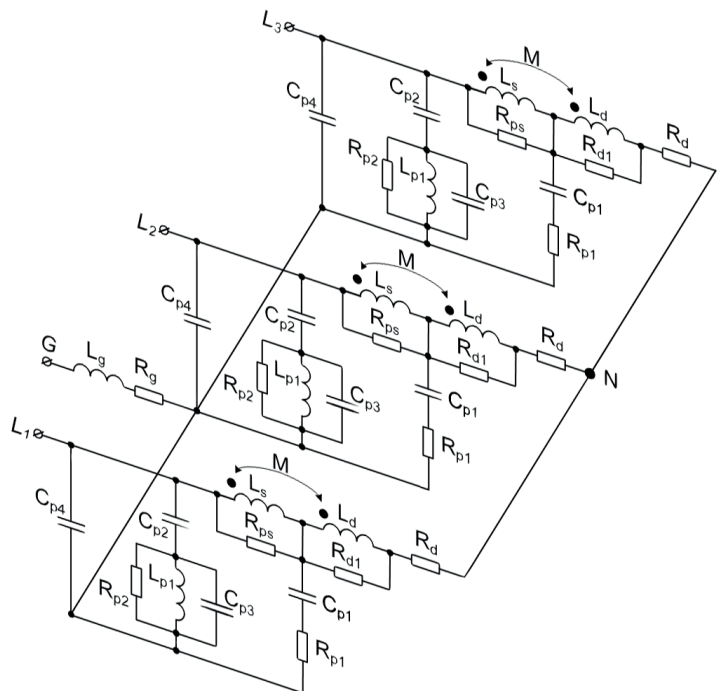 L3
M
Ls
Ld
Cp4
Cp2
Rps
Rd
Rp2
Lp1
Rd1
Cp3
Cp1
Rp1
L2
M
Ls
Ld
Cp4
Cp2
Rps
Rd
G
Lg
Rg
Rp2
Lp1
Rd1
N
Cp3
Cp1
Rp1
L1
M
Ls
Ld
Cp4
Cp2
Rps
Rd
Rp2
Lp1
Rd1
Cp3
Cp1
Rp1